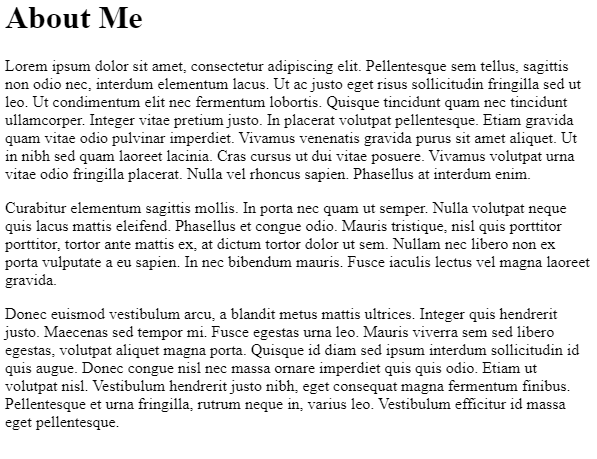 About Me
Lorem ipsum dolor sit amet, consectetur adipiscing elit. Pellentesque sem tellus, sagittis
non odio nec, interdum elementum lacus. Ut ac justo eget risus sollicitudin fringilla sed ut
leo. Ut condimentum elit nec fermentum lobortis. Quisque tincidunt quam nec tincidunt
ullamcorper. Integer vitae pretium justo. In placerat volutpat pellentesque. Etiam gravida
quam vitae odio pulvinar imperdiet. Vivamus venenatis gravida purus sit amet aliquet. Ut
in nibh sed quam laoreet lacinia. Cras cursus ut dui vitae posuere. Vivamus volutpat urna
vitae odio fringilla placerat. Nulla vel rhoncus sapien. Phasellus at interdum enim.
Curabitur elementum sagittis mollis. In porta nec quam ut semper. Nulla volutpat neque
quis lacus mattis eleifend. Phasellus et congue odio. Mauris tristique, nisl quis porttitor
porttitor, tortor ante mattis ex, at dictum tortor dolor ut sem. Nullam nec libero non ex
porta vulputate a eu sapien. In nec bibendum mauris. Fusce iaculis lectus vel magna laoreet
gravida.
Donec euismod vestibulum arcu, a blandit metus mattis ultrices. Integer quis hendrerit
justo. Maecenas sed tempor mi. Fusce egestas urna leo. Mauris viverra sem sed libero
egestas, volutpat aliquet magna porta. Quisque id diam sed ipsum interdum sollicitudin id
quis augue. Donec congue nisl nec massa ornare imperdiet quis quis odio. Etiam ut
volutpat nisl. Vestibulum hendrerit justo nibh, eget consequat magna fermentum finibus.
Pellentesque et urna fringilla, rutrum neque in, varius leo. Vestibulum efficitur id massa
eget pellentesque.